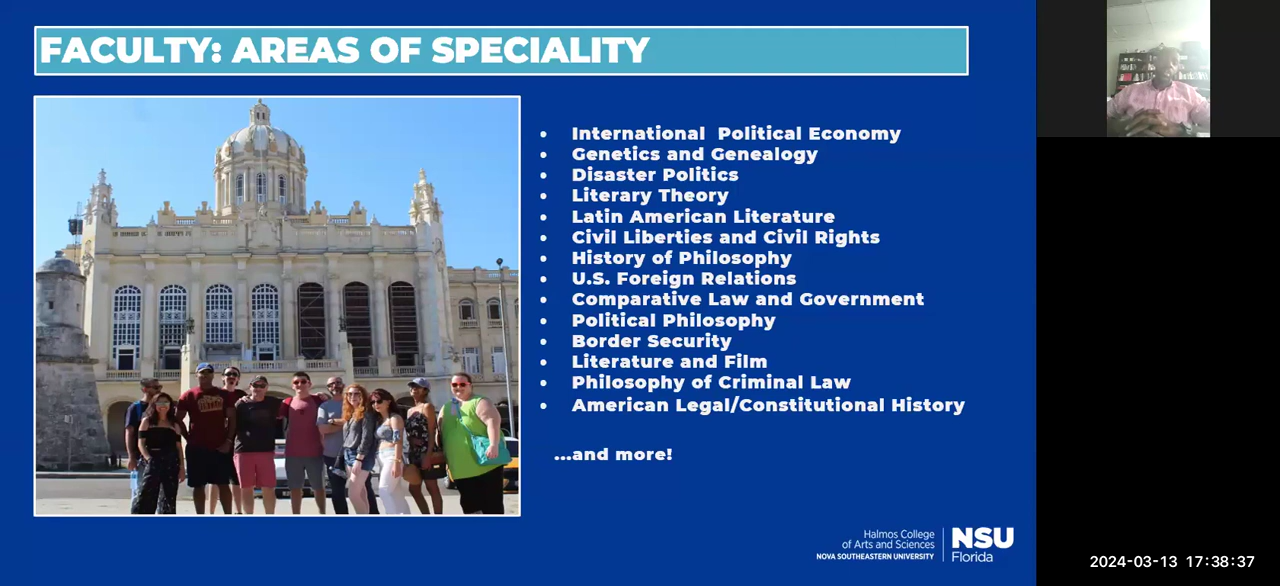 FACULTY: AREAS OF SPECIALITY
• International  Political Economy
• Genetics and Genealogy
• Disaster Politics
• Literary Theory
• Latin American Literature
• Civil Liberties and Civil Rights
• History of Philosophy
• U.S. Foreign Relations
• Comparative Law and Government
• Political Philosophy
• Border Security
• Literature and Film
• Philosophy of Criminal Law
• American Legal/Constitutional History
...and more!
Halmos College
of Arts and Sciences
NOVA SOUTHEASTERN UNIVERSITY
NSU
Florida
2024-03-13 17:38:37